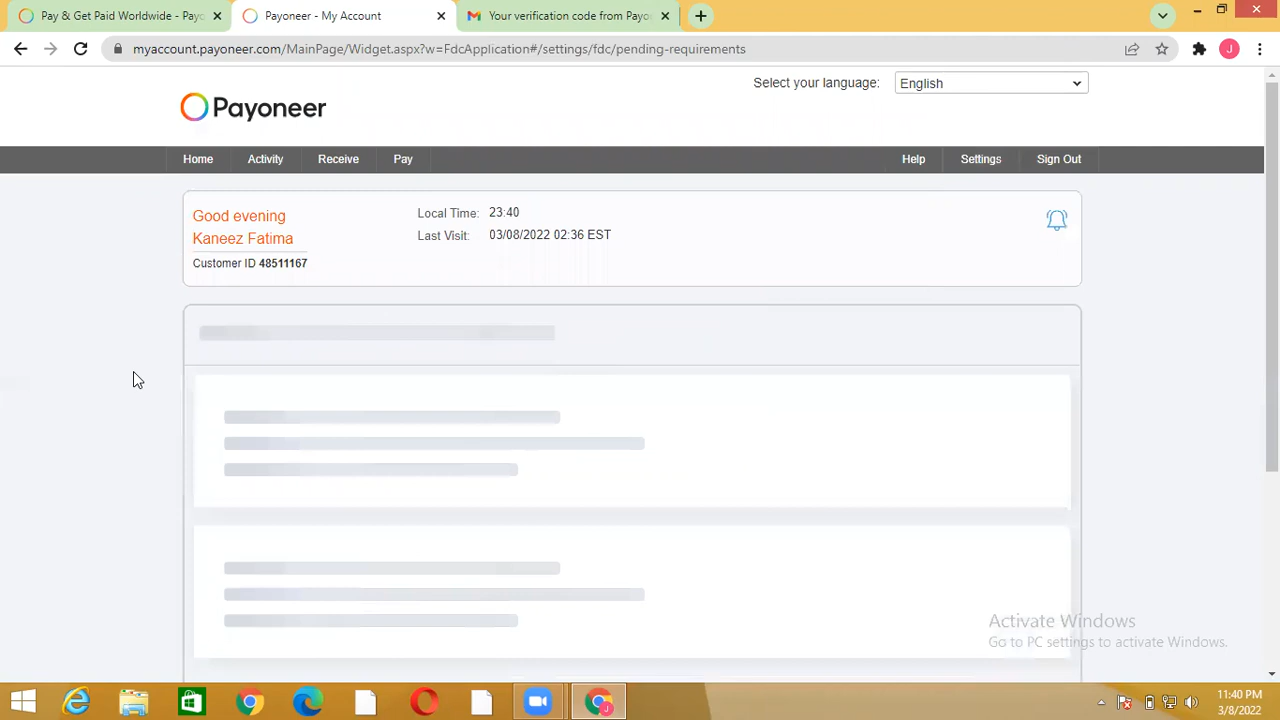 Pay & Get Paid Worldwide - Payo
Payoneer - My Account
Your verification code from Payo
myaccount.payoneer.com/MainPage/Widget.aspx?w=FdcApplication#/settings/fdc/pending-requirements
J
Select your language:
English
Payoneer
Home
Activity
Receive
Pay
Help
Settings
Sign Out
Good evening
Kaneez Fatima
Customer ID 48511167
Local Time: 23:40
Last Visit: 03/08/2022 02:36 EST
Activate Windows
Go to PC settings to activate Windows.
11:40 PM
3/8/2022